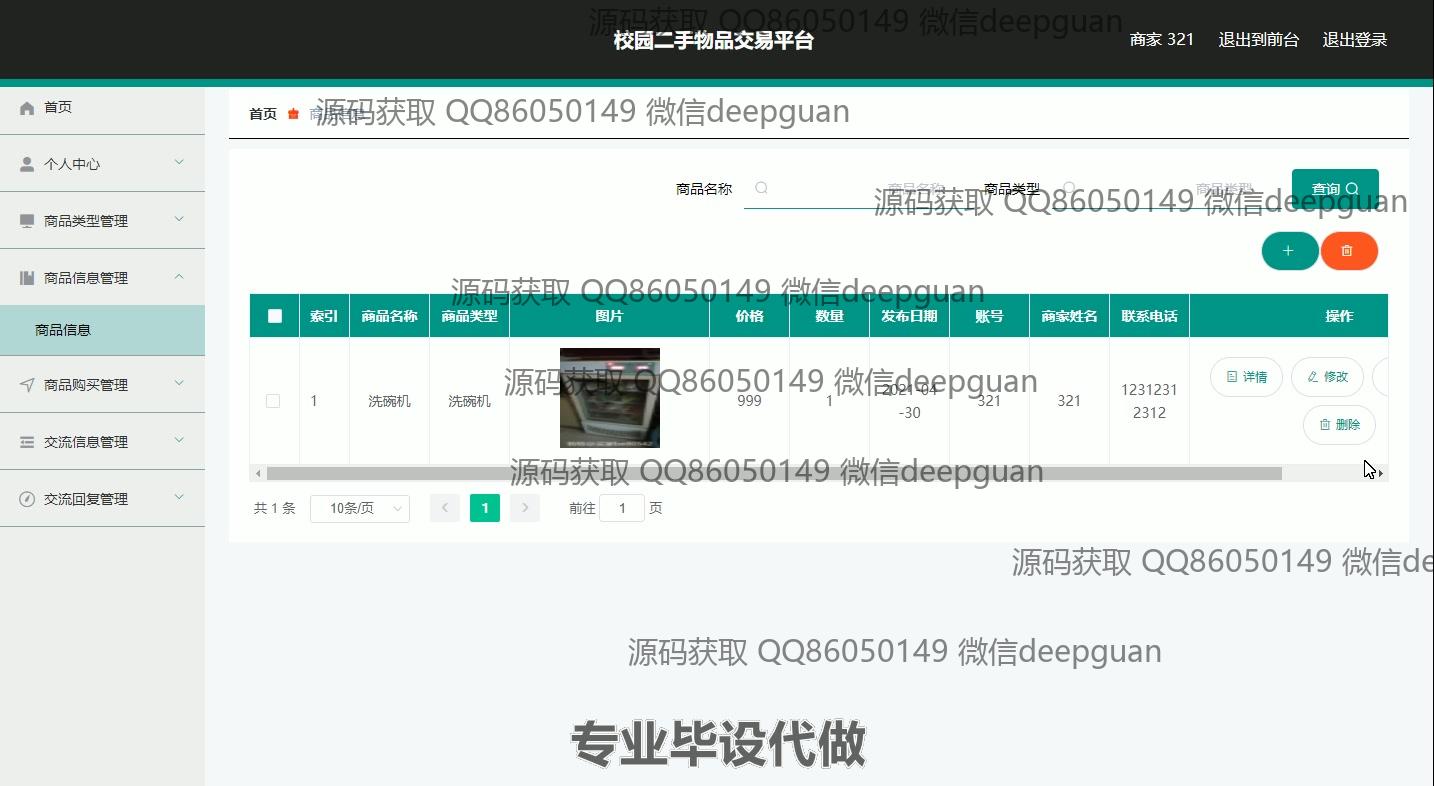 源码获取 QQ86050149 微信deepguan
校园二手物品交易平台
商家 321 退出到前台 退出登录
首页
个人中心
商品类型管理
商品信息管理
商品信息
商品购买管理
交流信息管理
交流回复管理
首页 商品信息
源码获取 QQ86050149 微信deepguan
商品名称 商品名称 商品类型 商品类型 查询
源码获取 QQ86050149 微信deepguan
源码获取 QQ86050149 微信deepguan
索引 商品名称 商品类型 图片 价格 数量 发布日期 账号 商家姓名 联系电话 操作
源码获取 QQ86050149 微信deepguan
1 洗碗机 洗碗机 999 1 2021-04-30 321 321 12312312312 详情 修改
删除
源码获取 QQ86050149 微信deepguan
共 1 条 10条/页 1 前往 1 页
源码获取 QQ86050149 微信de
源码获取 QQ86050149 微信deepguan
专业毕设代做